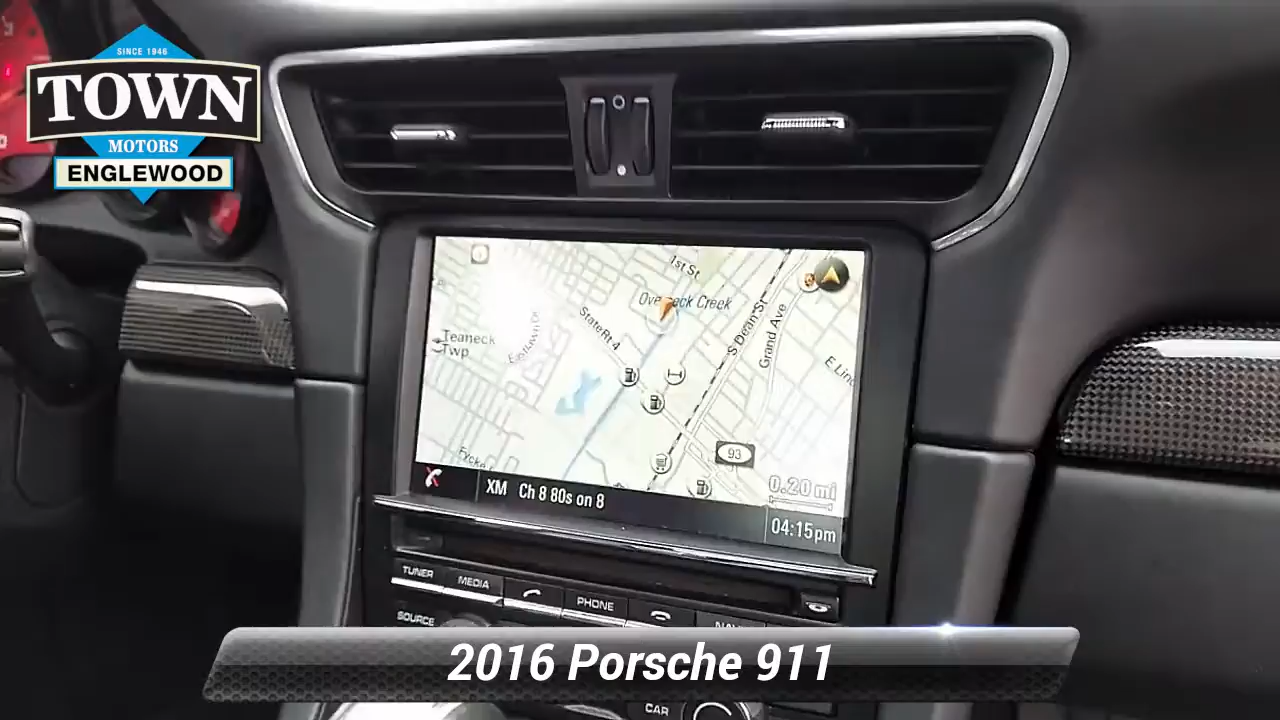 SINCE 1946
TOWN
MOTORS
ENGLEWOOD
1st St
Overpeck Creek
State Rt 4
S Dean St
Grand Ave
Teaneck
Twp
93
0.20 mi
XM Ch 8 80s on 8
04:15pm
TUNER
MEDIA
PHONE
SOURCE
2016 Porsche 911
CAR